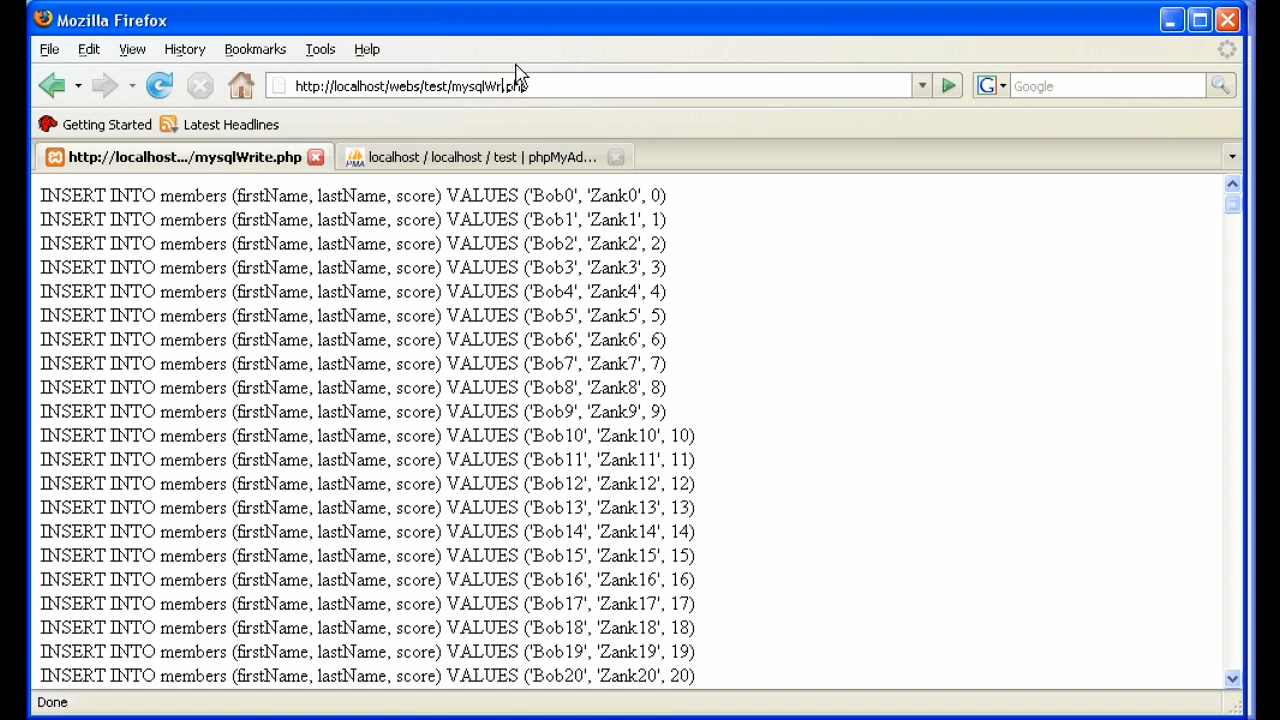 Mozilla Firefox
File Edit View History Bookmarks Tools Help
http://localhost/webs/test/mysqlWri.php
Google
Getting Started Latest Headlines
http://localhost.../mysqlWrite.php localhost / localhost / test | phpMyAd...
INSERT INTO members (firstName, lastName, score) VALUES ('Bob0', 'Zank0', 0)
INSERT INTO members (firstName, lastName, score) VALUES ('Bob1', 'Zank1', 1)
INSERT INTO members (firstName, lastName, score) VALUES ('Bob2', 'Zank2', 2)
INSERT INTO members (firstName, lastName, score) VALUES ('Bob3', 'Zank3', 3)
INSERT INTO members (firstName, lastName, score) VALUES ('Bob4', 'Zank4', 4)
INSERT INTO members (firstName, lastName, score) VALUES ('Bob5', 'Zank5', 5)
INSERT INTO members (firstName, lastName, score) VALUES ('Bob6', 'Zank6', 6)
INSERT INTO members (firstName, lastName, score) VALUES ('Bob7', 'Zank7', 7)
INSERT INTO members (firstName, lastName, score) VALUES ('Bob8', 'Zank8', 8)
INSERT INTO members (firstName, lastName, score) VALUES ('Bob9', 'Zank9', 9)
INSERT INTO members (firstName, lastName, score) VALUES ('Bob10', 'Zank10', 10)
INSERT INTO members (firstName, lastName, score) VALUES ('Bob11', 'Zank11', 11)
INSERT INTO members (firstName, lastName, score) VALUES ('Bob12', 'Zank12', 12)
INSERT INTO members (firstName, lastName, score) VALUES ('Bob13', 'Zank13', 13)
INSERT INTO members (firstName, lastName, score) VALUES ('Bob14', 'Zank14', 14)
INSERT INTO members (firstName, lastName, score) VALUES ('Bob15', 'Zank15', 15)
INSERT INTO members (firstName, lastName, score) VALUES ('Bob16', 'Zank16', 16)
INSERT INTO members (firstName, lastName, score) VALUES ('Bob17', 'Zank17', 17)
INSERT INTO members (firstName, lastName, score) VALUES ('Bob18', 'Zank18', 18)
INSERT INTO members (firstName, lastName, score) VALUES ('Bob19', 'Zank19', 19)
INSERT INTO members (firstName, lastName, score) VALUES ('Bob20', 'Zank20', 20)
Done